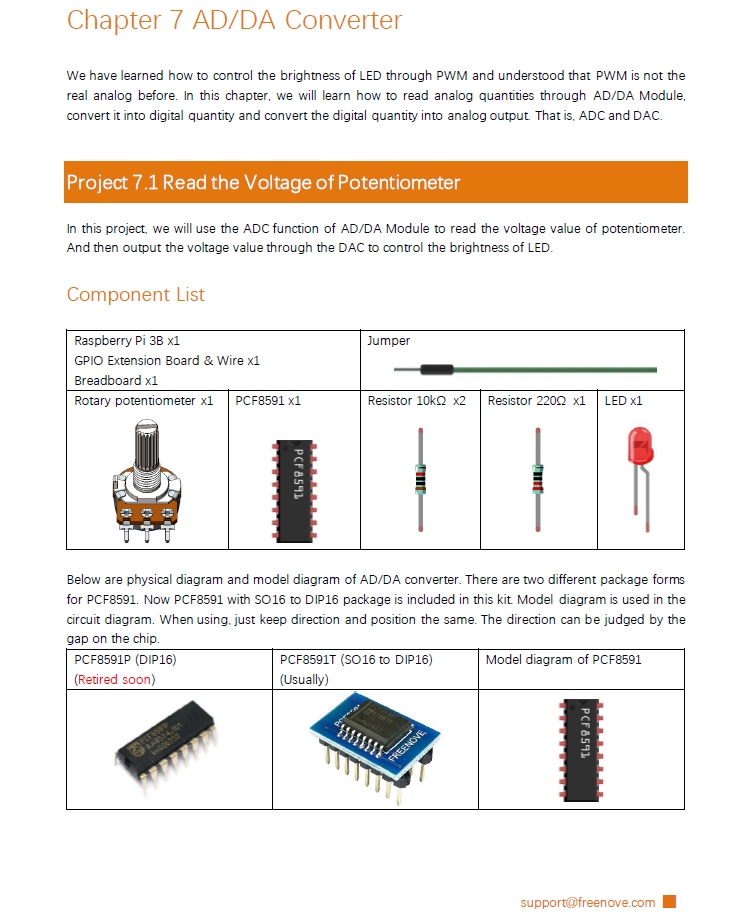 Chapter 7 AD/DA Converter
We have learned how to control the brightness of LED through PWM and understood that PWM is not the
real analog before. In this chapter, we will learn how to read analog quantities through AD/DA Module,
convert it into digital quantity and convert the digital quantity into analog output. That is, ADC and DAC.
Project 7.1 Read the Voltage of Potentiometer
In this project, we will use the ADC function of AD/DA Module to read the voltage value of potentiometer.
And then output the voltage value through the DAC to control the brightness of LED.
Component List
Raspberry Pi 3B x1
GPIO Extension Board & Wire x1
Breadboard x1
Jumper
Rotary potentiometer x1
PCF8591 x1
Resistor 10kΩ x2
Resistor 220Ω x1
LED x1
PCF8591
Below are physical diagram and model diagram of AD/DA converter. There are two different package forms
for PCF8591. Now PCF8591 with SO16 to DIP16 package is included in this kit. Model diagram is used in the
circuit diagram. When using, just keep direction and position the same. The direction can be judged by the
gap on the chip.
PCF8591P (DIP16)
(Retired soon)
PCF8591T (SO16 to DIP16)
(Usually)
Model diagram of PCF8591
FREENOVE
PCF8591
support@freenove.com